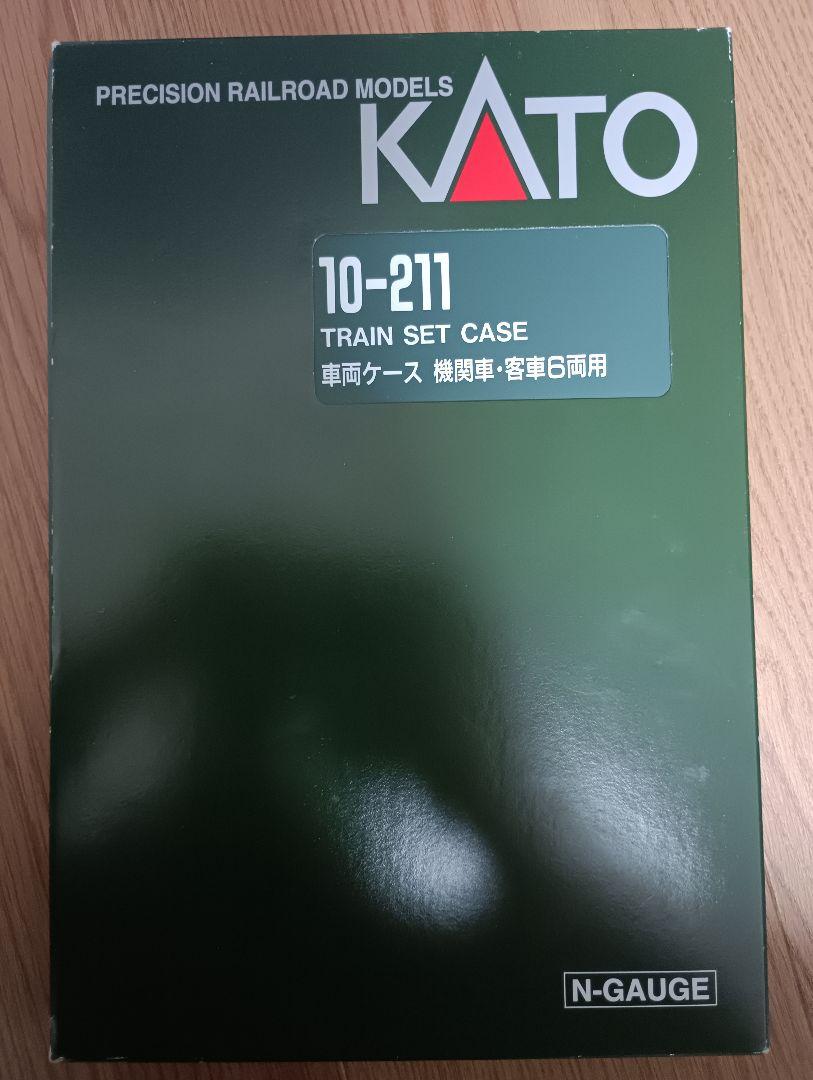 PRECISION RAILROAD MODELS
KATO
10-211
TRAIN SET CASE
車両ケース 機関車・客車6両用
N-GAUGE